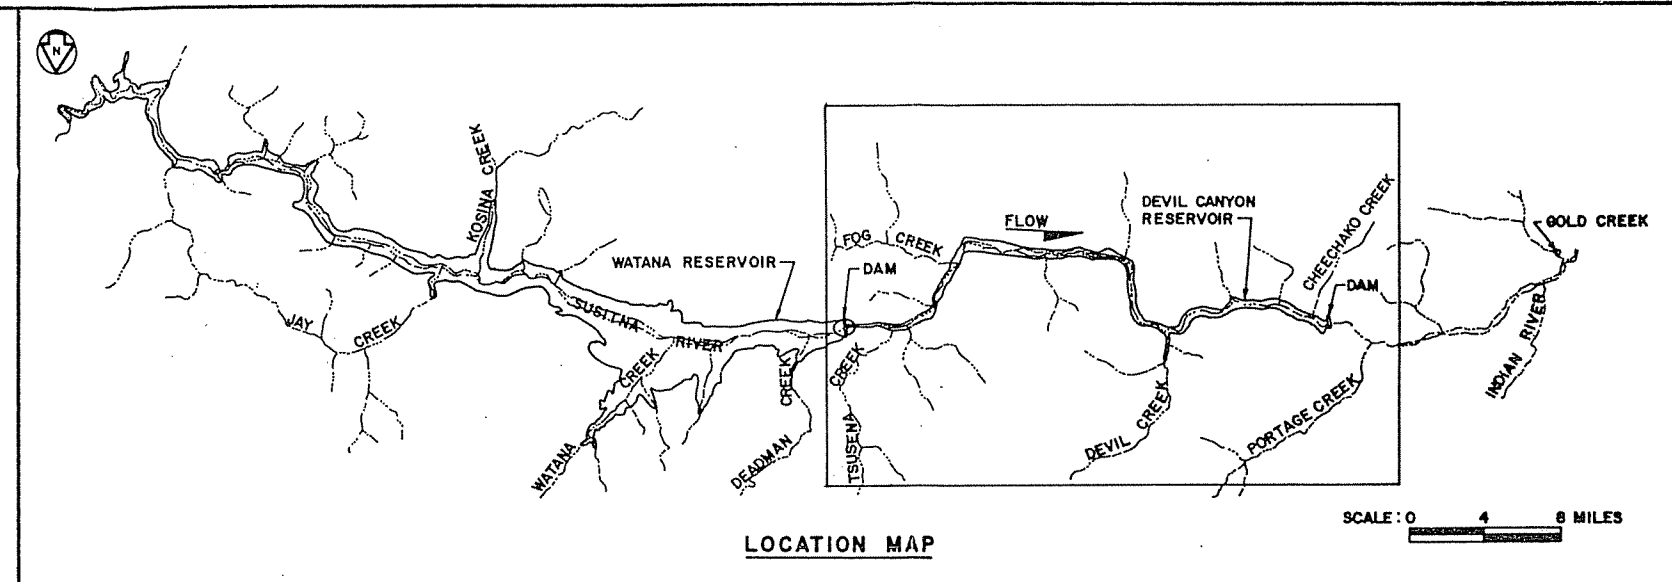 N
KOSINA CREEK
DEVIL CANYON
RESERVOIR
CHEECHAKO CREEK
FLOW
GOLD CREEK
FOG CREEK
WATANA RESERVOIR
DAM
DAM
SUSITNA
RIVER
JAY CREEK
WATANA CREEK
DEADMAN CREEK
TSUSENA CREEK
DEVIL CREEK
PORTAGE CREEK
INDIAN RIVER
SCALE: 0 4 8 MILES
LOCATION MAP